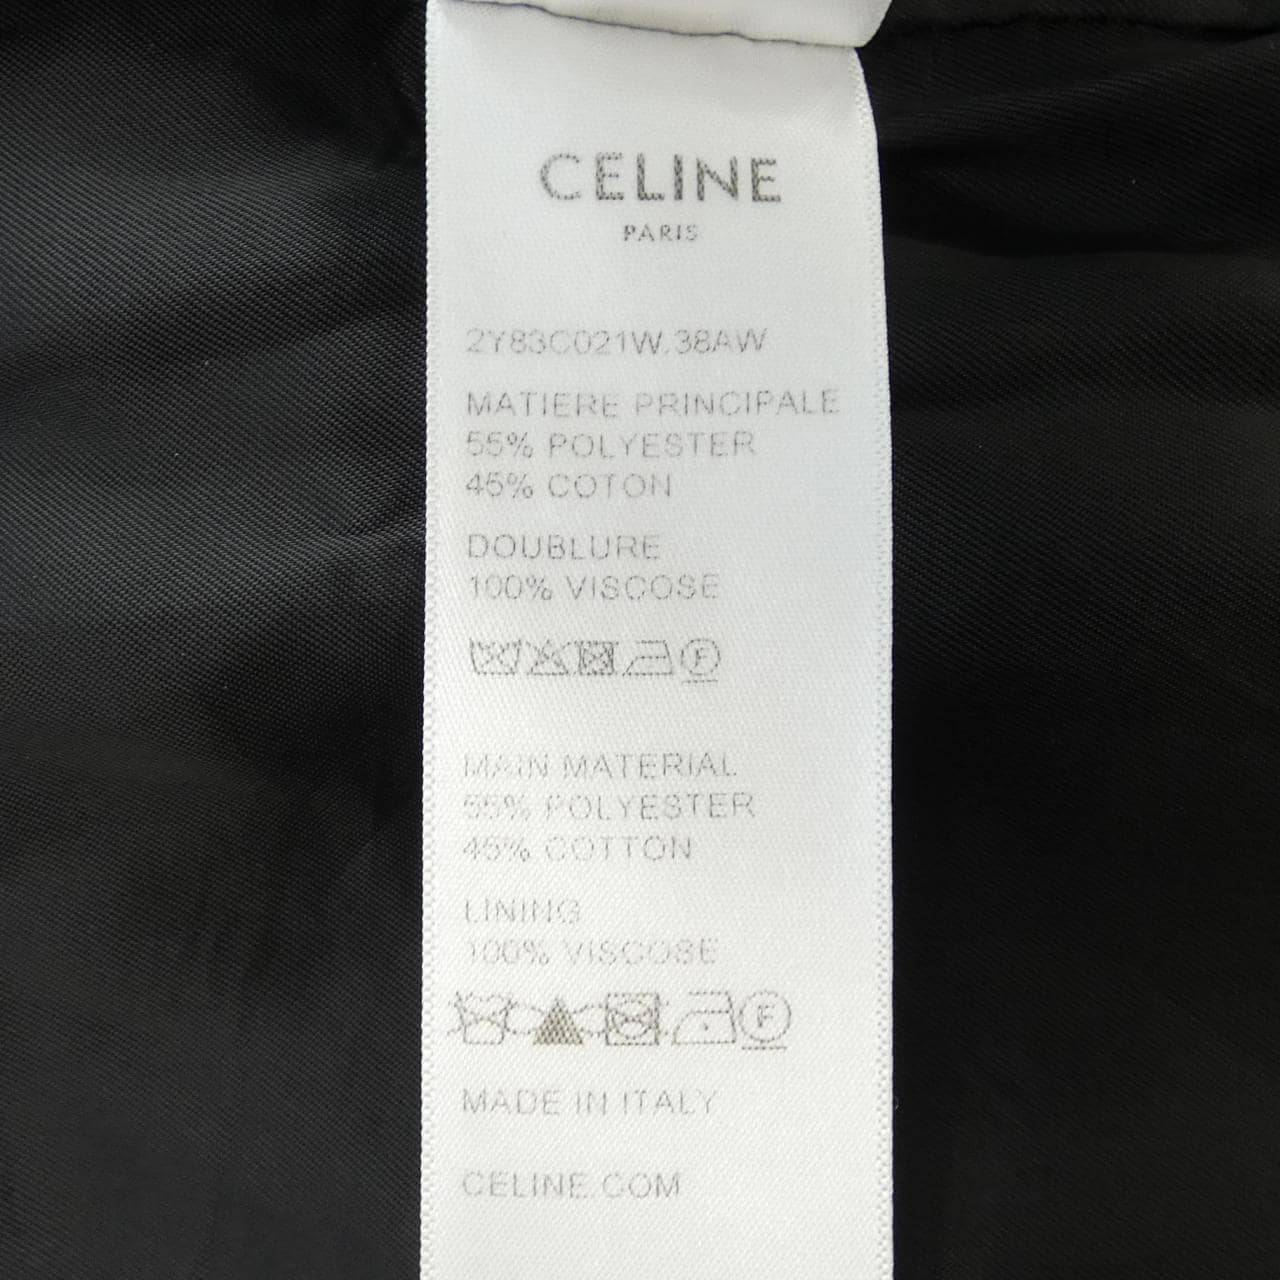 CELINE
PARIS
2Y83C021W.38AW
MATIERE PRINCIPALE
55% POLYESTER
45% COTON
DOUBLURE
100% VISCOSE
F
MAIN MATERIAL
55% POLYESTER
45% COTTON
LINING
100% VISCOSE
F
MADE IN ITALY
CELINE.COM